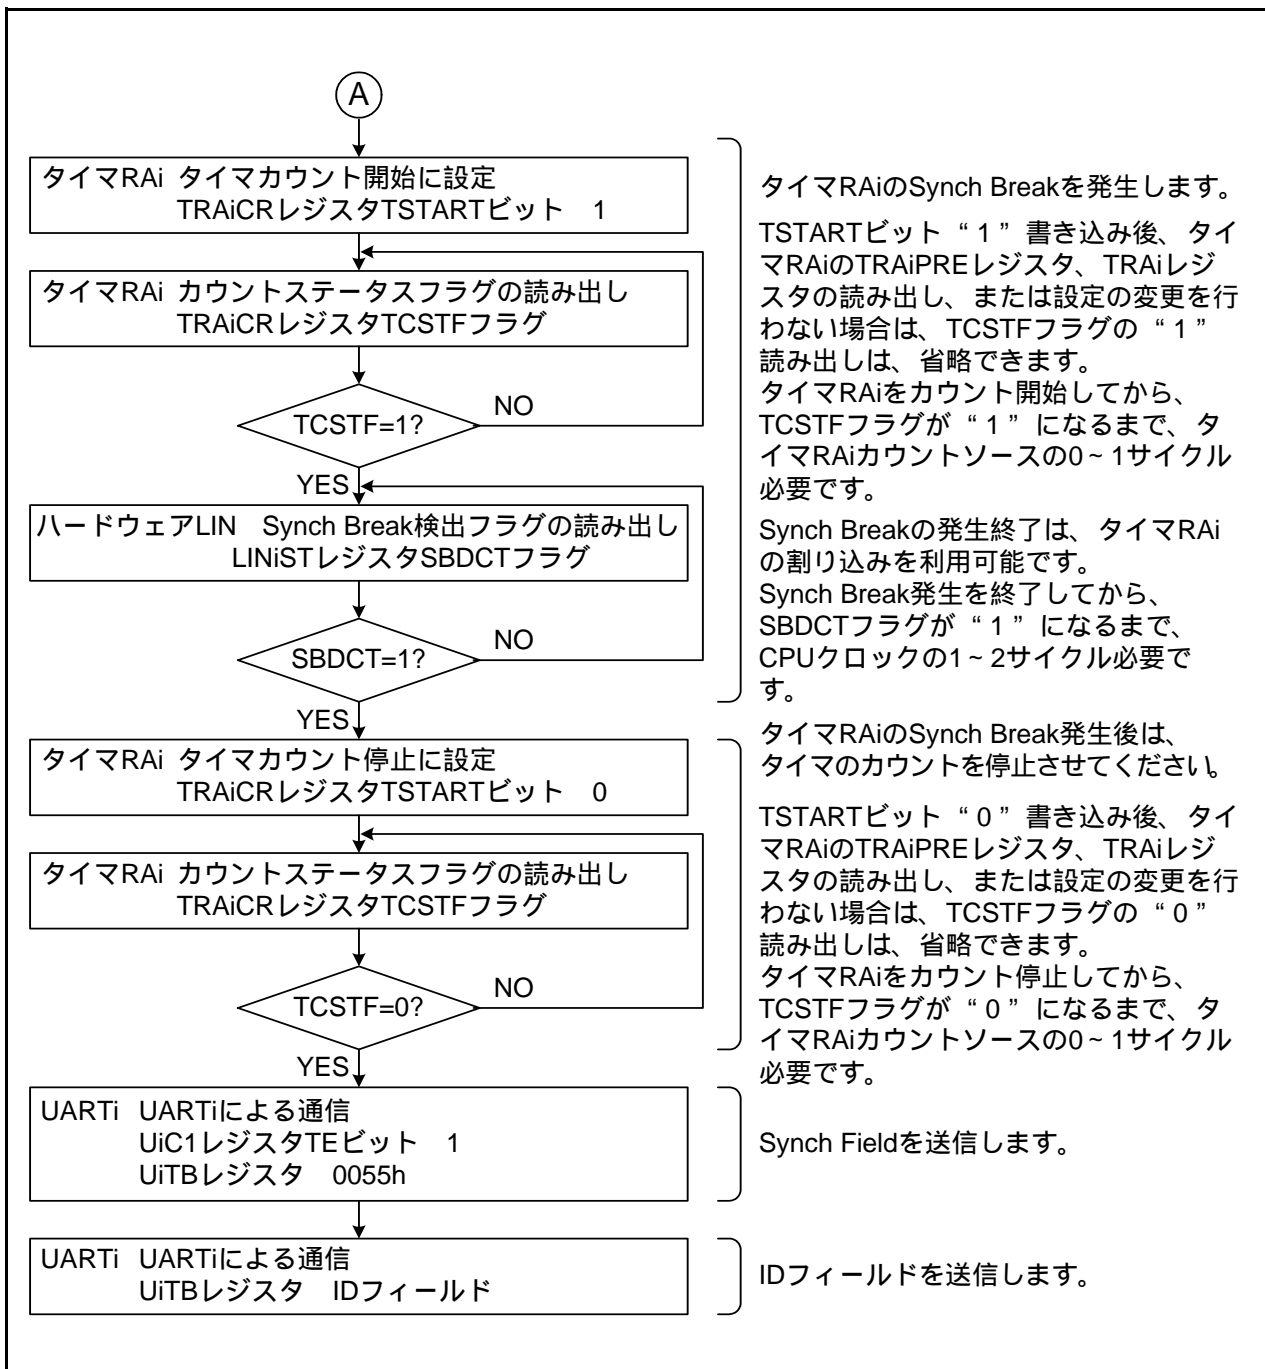 A
タイマRAi タイマカウント開始に設定
TRAiCRレジスタTSTARTビット 1
タイマRAi カウントステータスフラグの読み出し
TRAiCRレジスタTCSTFフラグ
TCSTF=1?
NO
YES
ハードウェアLIN Synch Break検出フラグの読み出し
LINiSTレジスタSBDCTフラグ
SBDCT=1?
NO
YES
タイマRAiのSynch Breakを発生します。
TSTARTビット“1”書き込み後、タイ
マRAiのTRAiPREレジスタ、TRAiレジ
スタの読み出し、または設定の変更を行
わない場合は、TCSTFフラグの“1”
読み出しは、省略できます。
タイマRAiをカウント開始してから、
TCSTFフラグが“1”になるまで、タ
イマRAiカウントソースの0~1サイクル
必要です。
Synch Breakの発生終了は、タイマRAi
の割り込みを利用可能です。
Synch Break発生を終了してから、
SBDCTフラグが“1”になるまで、
CPUクロックの1~2サイクル必要で
す。
タイマRAi タイマカウント停止に設定
TRAiCRレジスタTSTARTビット 0
タイマRAi カウントステータスフラグの読み出し
TRAiCRレジスタTCSTFフラグ
TCSTF=0?
NO
YES
タイマRAiのSynch Break発生後は、
タイマのカウントを停止させてください。
TSTARTビット“0”書き込み後、タイ
マRAiのTRAiPREレジスタ、TRAiレジ
スタの読み出し、または設定の変更を行
わない場合は、TCSTFフラグの“0”
読み出しは、省略できます。
タイマRAiをカウント停止してから、
TCSTFフラグが“0”になるまで、タ
イマRAiカウントソースの0~1サイクル
必要です。
UARTi UARTiによる通信
UiC1レジスタTEビット 1
UiTBレジスタ 0055h
Synch Fieldを送信します。
UARTi UARTiによる通信
UiTBレジスタ IDフィールド
IDフィールドを送信します。